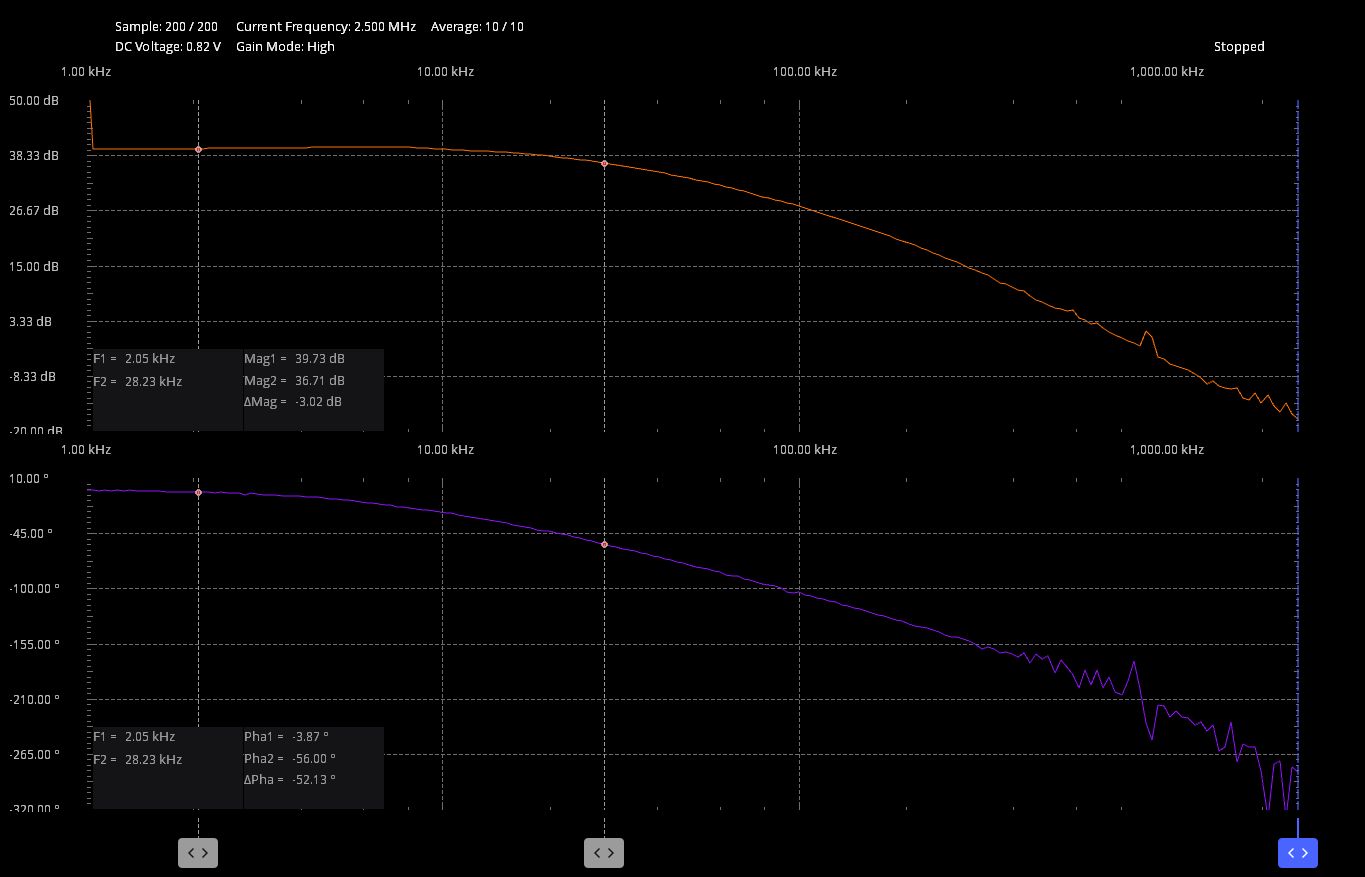 Sample: 200 / 200 Current Frequency: 2.500 MHz Average: 10 / 10
DC Voltage: 0.82 V Gain Mode: High Stopped
1.00 kHz 10.00 kHz 100.00 kHz 1,000.00 kHz
50.00 dB
38.33 dB
26.67 dB
15.00 dB
3.33 dB
F1 = 2.05 kHz Mag1 = 39.73 dB
-8.33 dB
F2 = 28.23 kHz Mag2 = 36.71 dB
ΔMag = -3.02 dB
-20.00 dB
1.00 kHz 10.00 kHz 100.00 kHz 1,000.00 kHz
10.00 °
-45.00 °
-100.00 °
-155.00 °
-210.00 °
F1 = 2.05 kHz Pha1 = -3.87 °
-265.00 °
F2 = 28.23 kHz Pha2 = -56.00 °
ΔPha = -52.13 °
-320.00 °